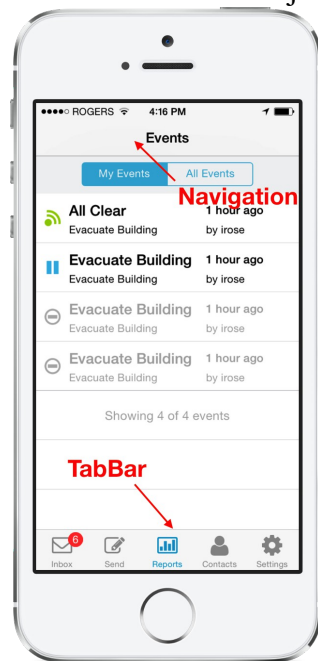 ROGERS 4:16 PM
Events
My Events All Events
Navigation
All Clear 1 hour ago
Evacuate Building by irose
Evacuate Building 1 hour ago
Evacuate Building by irose
Evacuate Building 1 hour ago
Evacuate Building by irose
Evacuate Building 1 hour ago
Evacuate Building by irose
Showing 4 of 4 events
TabBar
6
Inbox Send Reports Contacts Settings